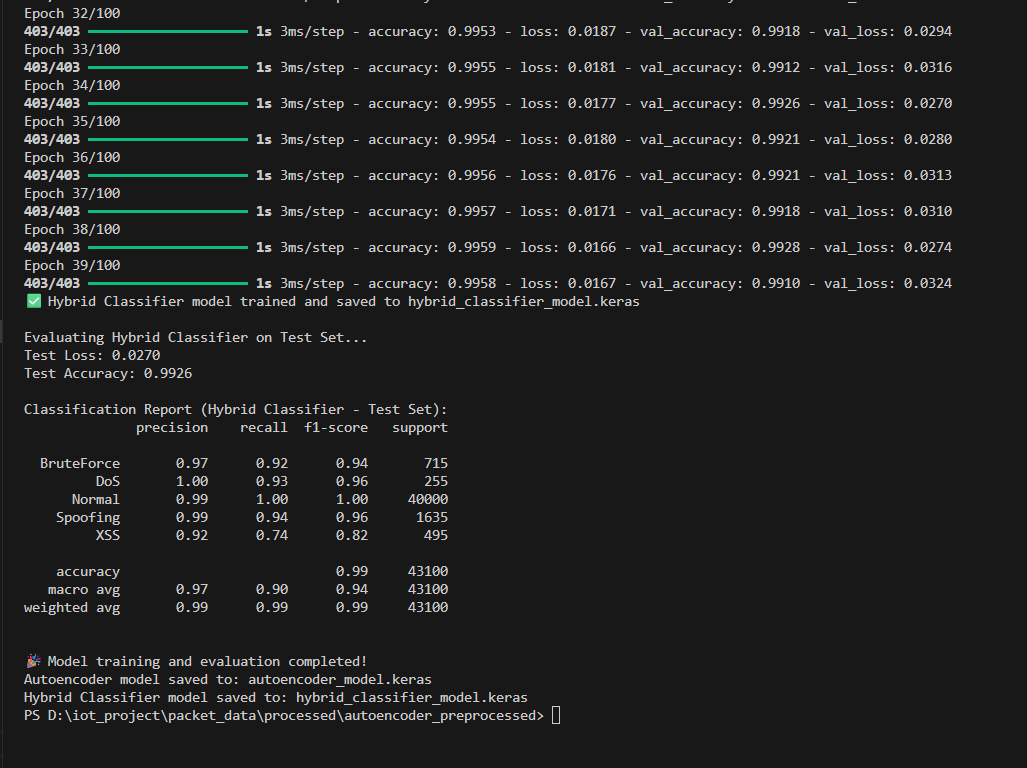 Epoch 32/100
403/403 1s 3ms/step - accuracy: 0.9953 - loss: 0.0187 - val_accuracy: 0.9918 - val_loss: 0.0294
Epoch 33/100
403/403 1s 3ms/step - accuracy: 0.9955 - loss: 0.0181 - val_accuracy: 0.9912 - val_loss: 0.0316
Epoch 34/100
403/403 1s 3ms/step - accuracy: 0.9955 - loss: 0.0177 - val_accuracy: 0.9926 - val_loss: 0.0270
Epoch 35/100
403/403 1s 3ms/step - accuracy: 0.9954 - loss: 0.0180 - val_accuracy: 0.9921 - val_loss: 0.0280
Epoch 36/100
403/403 1s 3ms/step - accuracy: 0.9956 - loss: 0.0176 - val_accuracy: 0.9921 - val_loss: 0.0313
Epoch 37/100
403/403 1s 3ms/step - accuracy: 0.9957 - loss: 0.0171 - val_accuracy: 0.9918 - val_loss: 0.0310
Epoch 38/100
403/403 1s 3ms/step - accuracy: 0.9959 - loss: 0.0166 - val_accuracy: 0.9928 - val_loss: 0.0274
Epoch 39/100
403/403 1s 3ms/step - accuracy: 0.9958 - loss: 0.0167 - val_accuracy: 0.9910 - val_loss: 0.0324
✅ Hybrid Classifier model trained and saved to hybrid_classifier_model.keras
Evaluating Hybrid Classifier on Test Set...
Test Loss: 0.0270
Test Accuracy: 0.9926
Classification Report (Hybrid Classifier - Test Set):
precision recall f1-score support
BruteForce 0.97 0.92 0.94 715
DoS 1.00 0.93 0.96 255
Normal 0.99 1.00 1.00 40000
Spoofing 0.99 0.94 0.96 1635
XSS 0.92 0.74 0.82 495
accuracy 0.99 43100
macro avg 0.97 0.90 0.94 43100
weighted avg 0.99 0.99 0.99 43100
🎉 Model training and evaluation completed!
Autoencoder model saved to: autoencoder_model.keras
Hybrid Classifier model saved to: hybrid_classifier_model.keras
PS D:\iot_project\packet_data\processed\autoencoder_preprocessed>